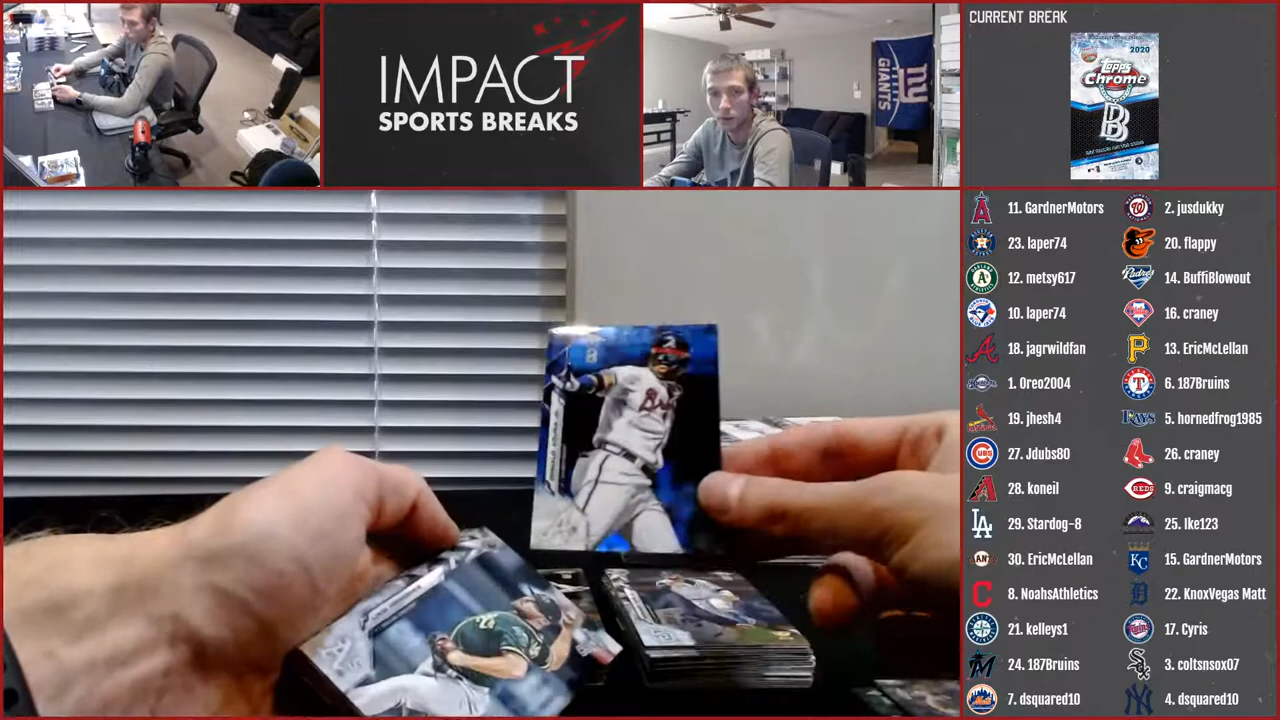 IMPACT
SPORTS BREAKS
NY
GIANTS
CURRENT BREAK
2020
Topps
Chrome
B
11. GardnerMotors
2. jusdukky
23. laper74
20. flappy
12. metsy617
14. BuffiBlowout
10. laper74
16. craney
18. jagrwildfan
13. EricMcLellan
1. Oreo2004
6. 187Bruins
19. jhesh4
5. hornedfrog1985
27. Jdubs80
26. craney
28. koneil
9. craigmacg
29. Stardog-8
25. Ike123
30. EricMcLellan
15. GardnerMotors
8. NoahsAthletics
22. KnoxVegas Matt
21. kelleys1
17. Cyris
24. 187Bruins
3. coltsnsox07
7. dsquared10
4. dsquared10